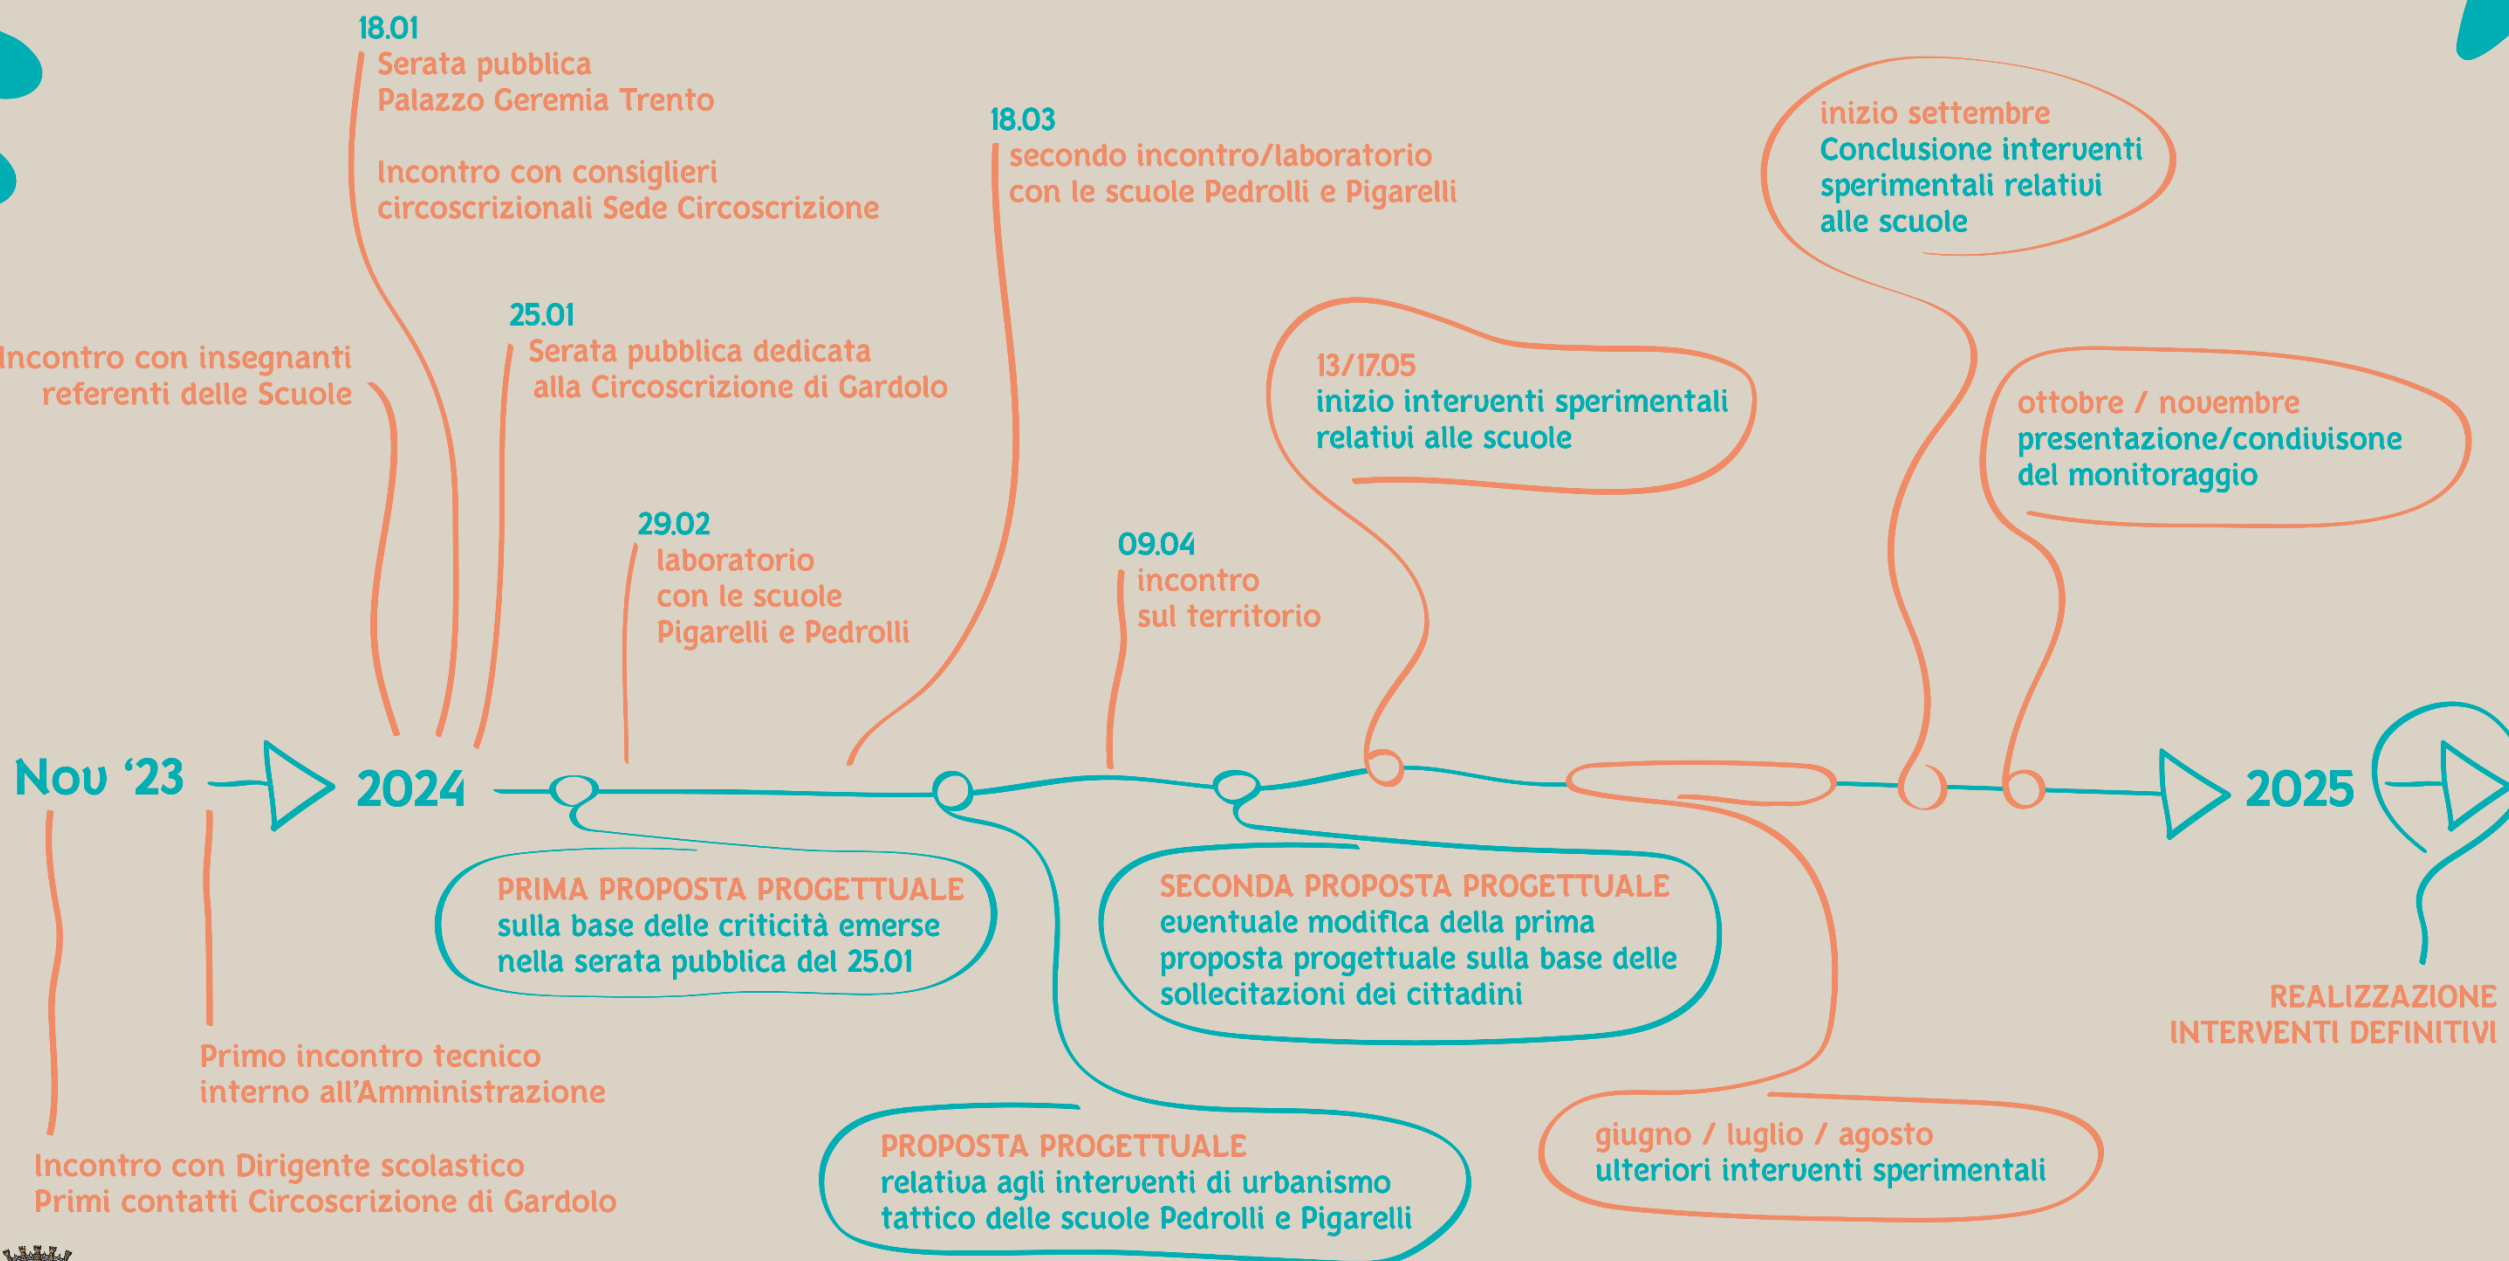 18.01
Serata pubblica
Palazzo Geremia Trento
Incontro con consiglieri
circoscrizionali Sede Circoscrizione
Incontro con insegnanti
referenti delle Scuole
25.01
Serata pubblica dedicata
alla Circoscrizione di Gardolo
29.02
laboratorio
con le scuole
Pigarelli e Pedrolli
18.03
secondo incontro/laboratorio
con le scuole Pedrolli e Pigarelli
09.04
incontro
sul territorio
13/17.05
inizio interventi sperimentali
relativi alle scuole
inizio settembre
Conclusione interventi
sperimentali relativi
alle scuole
ottobre / novembre
presentazione/condivisone
del monitoraggio
Nov ‘23
2024
2025
PRIMA PROPOSTA PROGETTUALE
sulla base delle criticità emerse
nella serata pubblica del 25.01
SECONDA PROPOSTA PROGETTUALE
eventuale modifica della prima
proposta progettuale sulla base delle
sollecitazioni dei cittadini
REALIZZAZIONE
INTERVENTI DEFINITIVI
Primo incontro tecnico
interno all’Amministrazione
Incontro con Dirigente scolastico
Primi contatti Circoscrizione di Gardolo
PROPOSTA PROGETTUALE
relativa agli interventi di urbanismo
tattico delle scuole Pedrolli e Pigarelli
giugno / luglio / agosto
ulteriori interventi sperimentali